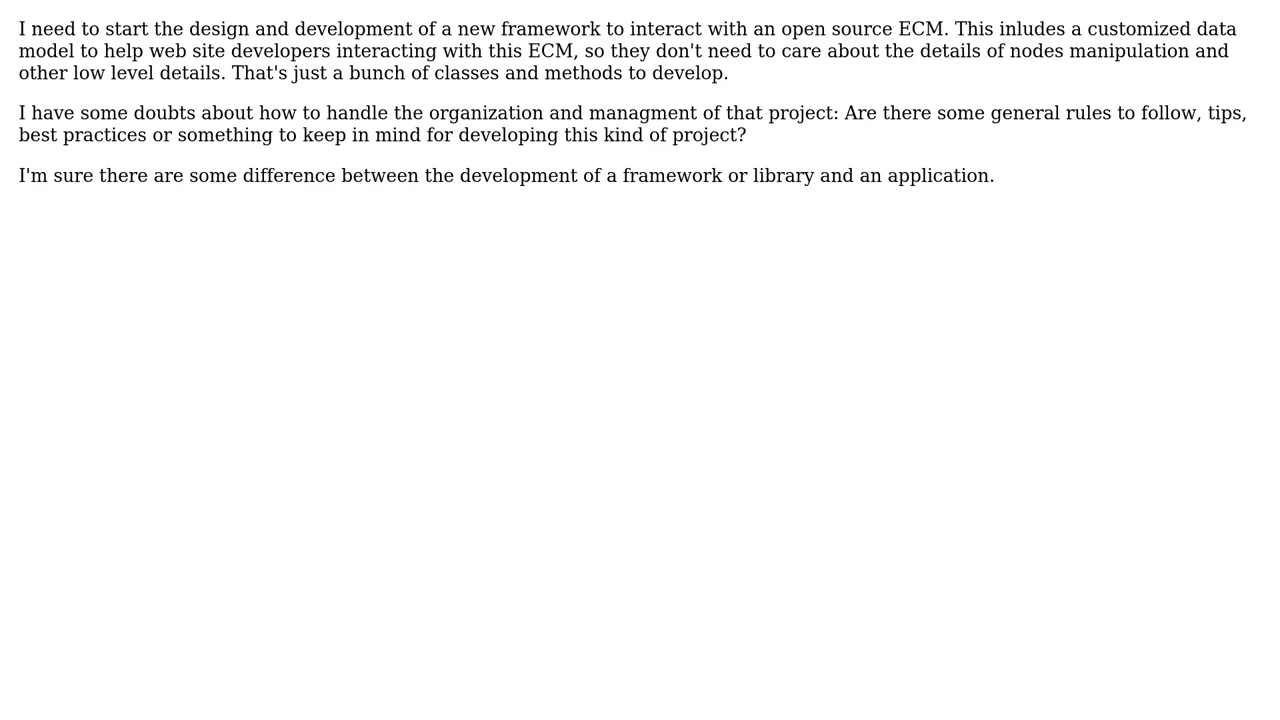 I need to start the design and development of a new framework to interact with an open source ECM. This inludes a customized data
model to help web site developers interacting with this ECM, so they don't need to care about the details of nodes manipulation and
other low level details. That's just a bunch of classes and methods to develop.
I have some doubts about how to handle the organization and managment of that project: Are there some general rules to follow, tips,
best practices or something to keep in mind for developing this kind of project?
I'm sure there are some difference between the development of a framework or library and an application.